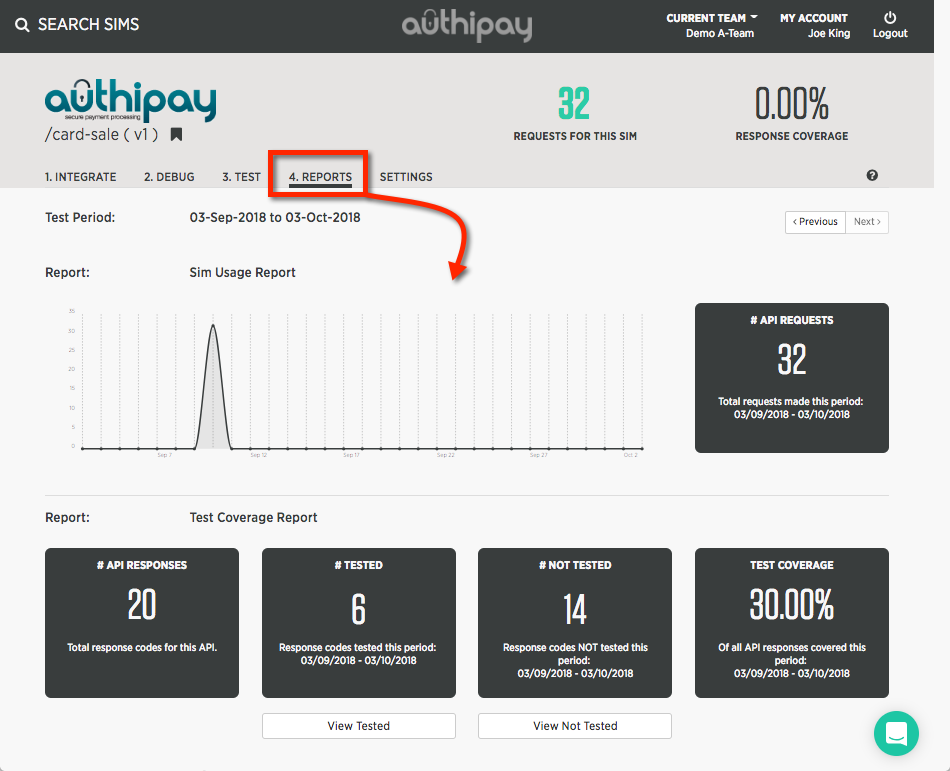 SEARCH SIMS
authipay
CURRENT TEAM
Demo A-Team
MY ACCOUNT
Joe King
Logout
authipay
secure payment processing
/card-sale ( v1 )
32
REQUESTS FOR THIS SIM
0.00%
RESPONSE COVERAGE
1. INTEGRATE
2. DEBUG
3. TEST
4. REPORTS
SETTINGS
?
Test Period:
03-Sep-2018 to 03-Oct-2018
‹ Previous
Next ›
Report:
Sim Usage Report
35
30
25
20
15
10
5
0
Sep 7
Sep 12
Sep 17
Sep 22
Sep 27
Oct 2
# API REQUESTS
32
Total requests made this period:
03/09/2018 - 03/10/2018
Report:
Test Coverage Report
# API RESPONSES
20
Total response codes for this API.
# TESTED
6
Response codes tested this period:
03/09/2018 - 03/10/2018
View Tested
# NOT TESTED
14
Response codes NOT tested this
period:
03/09/2018 - 03/10/2018
View Not Tested
TEST COVERAGE
30.00%
Of all API responses covered this
period:
03/09/2018 - 03/10/2018